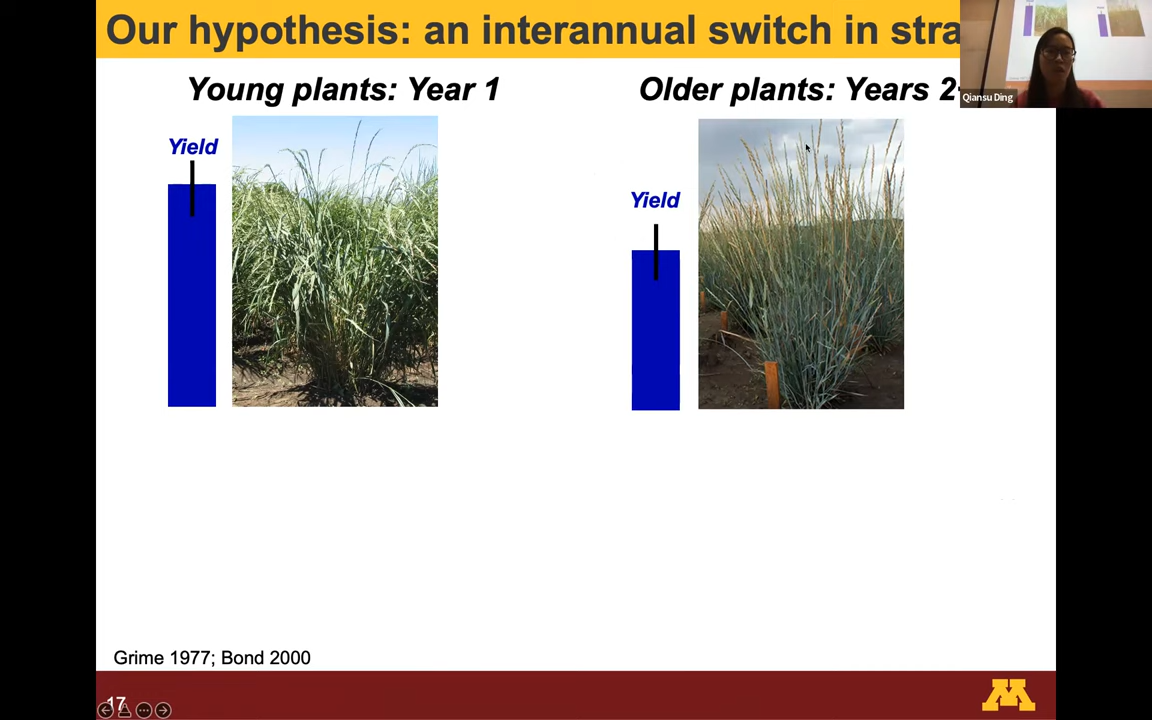 Our hypothesis: an interannual switch in stra
Young plants: Year 1
Older plants: Years 2
Qiansu Ding
Yield
Yield
Grime 1977; Bond 2000
17
M